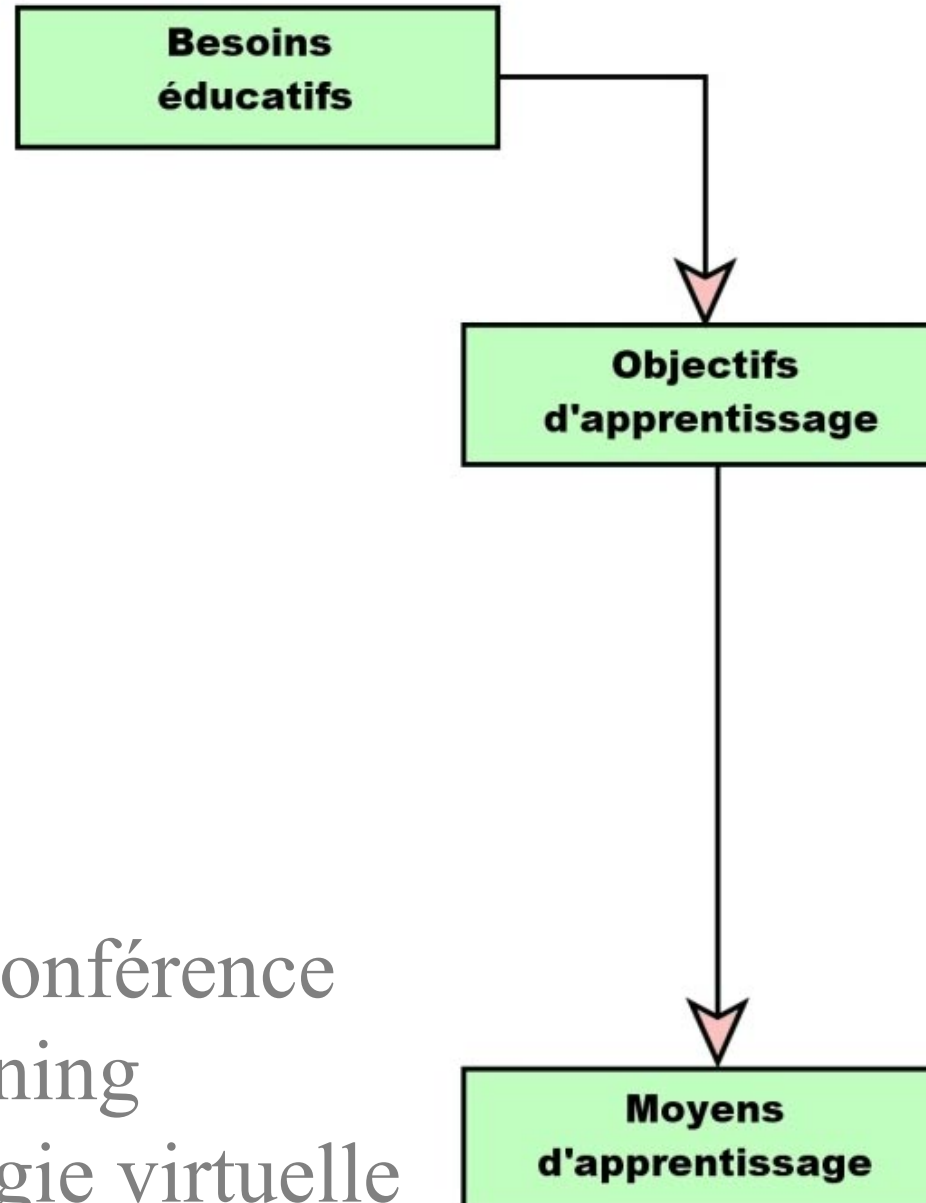 Besoins
éducatifs
Objectifs
d'apprentissage
onférence
ning
gie virtuelle
Moyens
d'apprentissage